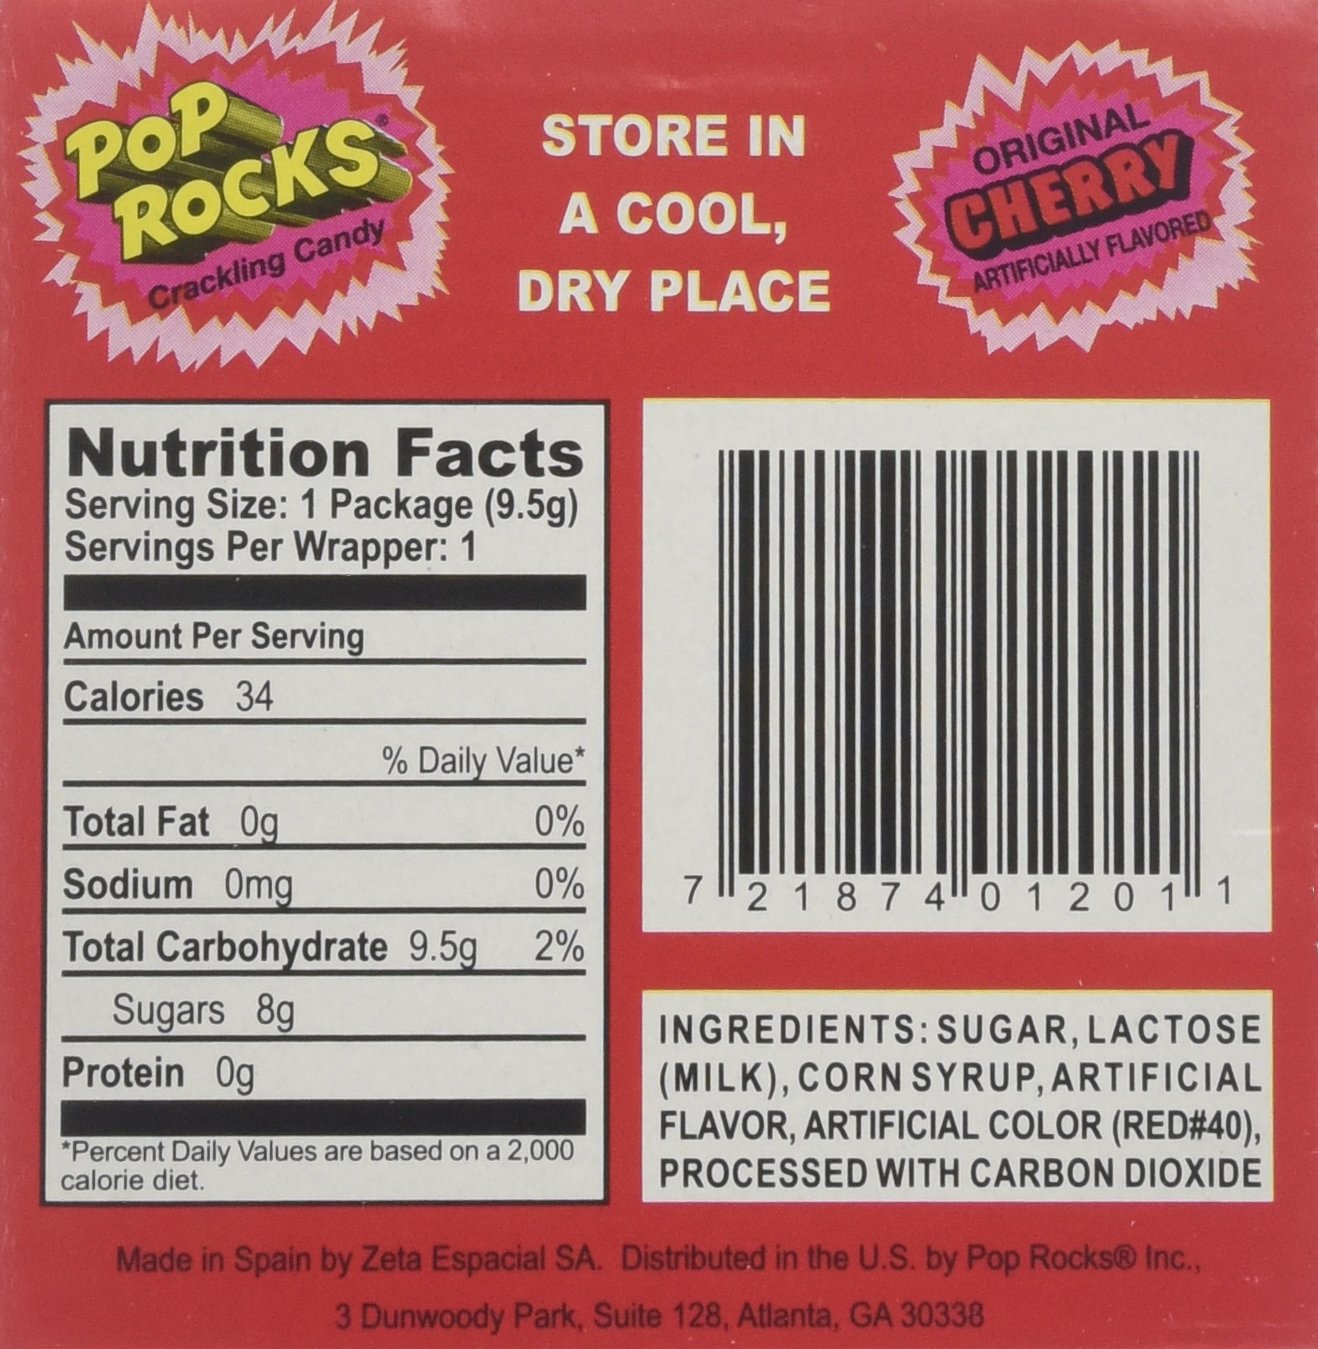 POP
ROCKS®
Crackling Candy
STORE IN
A COOL,
DRY PLACE
ORIGINAL
CHERRY
ARTIFICIALLY FLAVORED
Nutrition Facts
Serving Size: 1 Package (9.5g)
Servings Per Wrapper: 1
Amount Per Serving
Calories 34
% Daily Value*
Total Fat 0g 0%
Sodium 0mg 0%
Total Carbohydrate 9.5g 2%
Sugars 8g
Protein 0g
*Percent Daily Values are based on a 2,000
calorie diet.
7 21874 01201 1
INGREDIENTS: SUGAR, LACTOSE
(MILK), CORN SYRUP, ARTIFICIAL
FLAVOR, ARTIFICIAL COLOR (RED#40),
PROCESSED WITH CARBON DIOXIDE
Made in Spain by Zeta Espacial SA. Distributed in the U.S. by Pop Rocks® Inc.,
3 Dunwoody Park, Suite 128, Atlanta, GA 30338